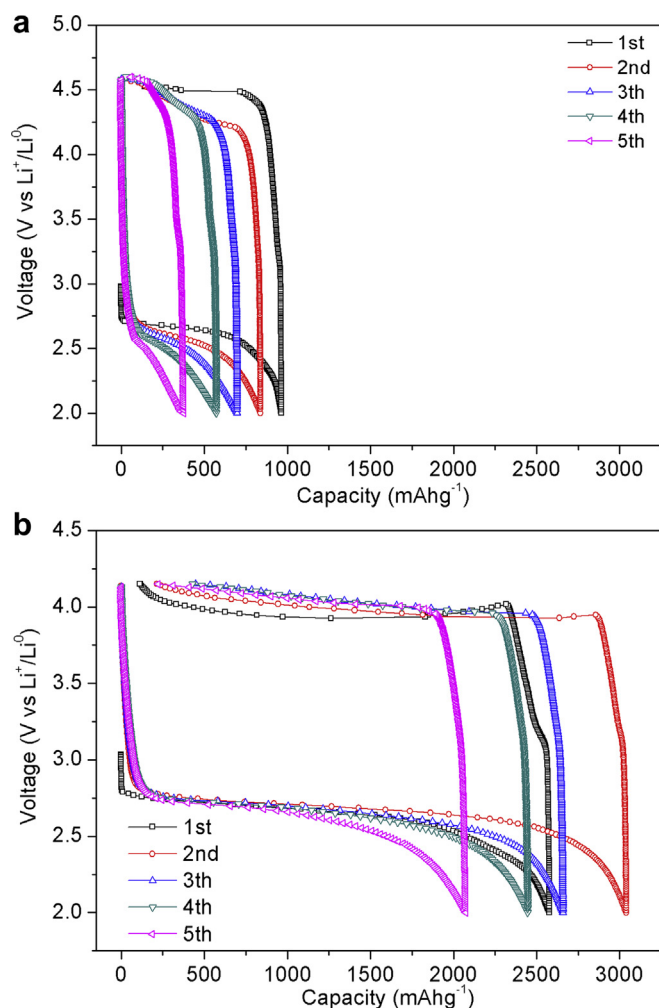 a
5.0
4.5
4.0
3.5
3.0
2.5
2.0
Voltage (V vs Li⁺/Li⁰)
1st
2nd
3th
4th
5th
0 500 1000 1500 2000 2500 3000
Capacity (mAhg⁻¹)
b
4.5
4.0
3.5
3.0
2.5
2.0
Voltage (V vs Li⁺/Li⁰)
1st
2nd
3th
4th
5th
0 500 1000 1500 2000 2500 3000
Capacity (mAhg⁻¹)